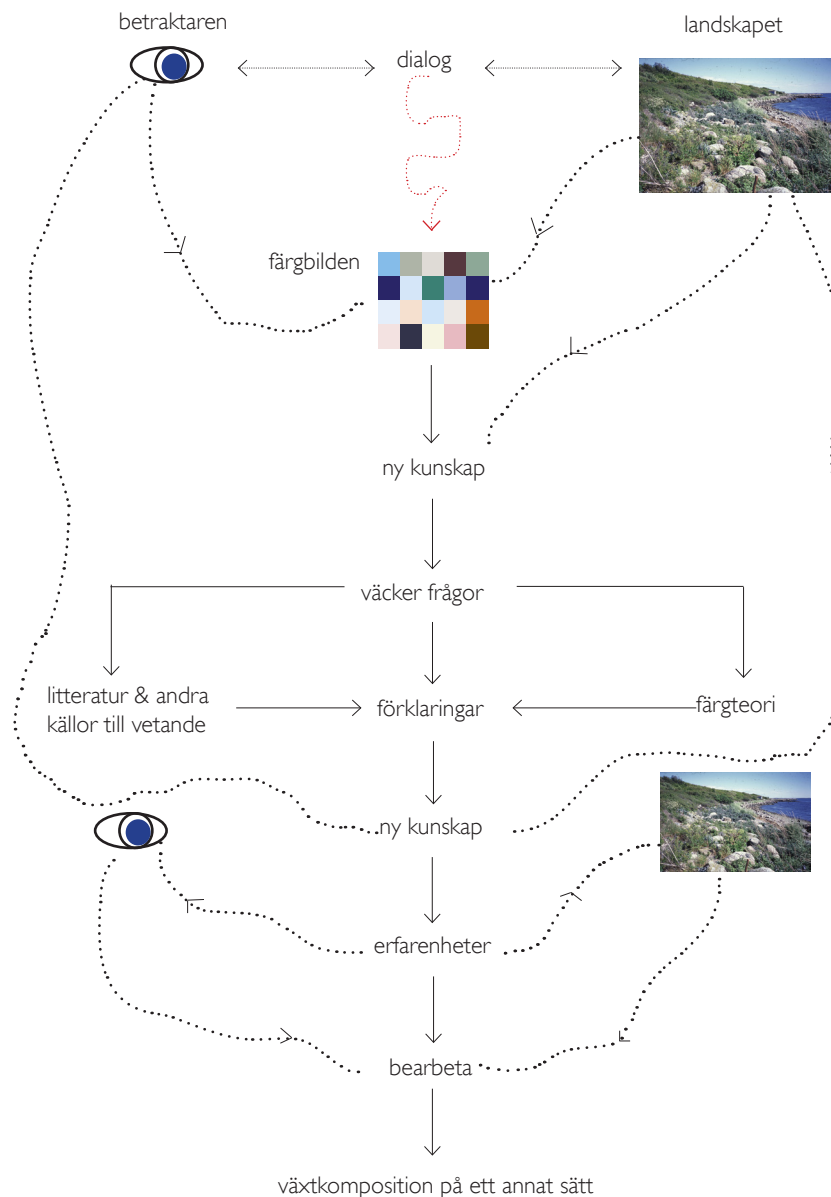 betraktaren
dialog
landskapet
färgbilden
ny kunskap
väcker frågor
litteratur & andra
källor till vetande
förklaringar
färgteori
ny kunskap
erfarenheter
bearbeta
växtkomposition på ett annat sätt